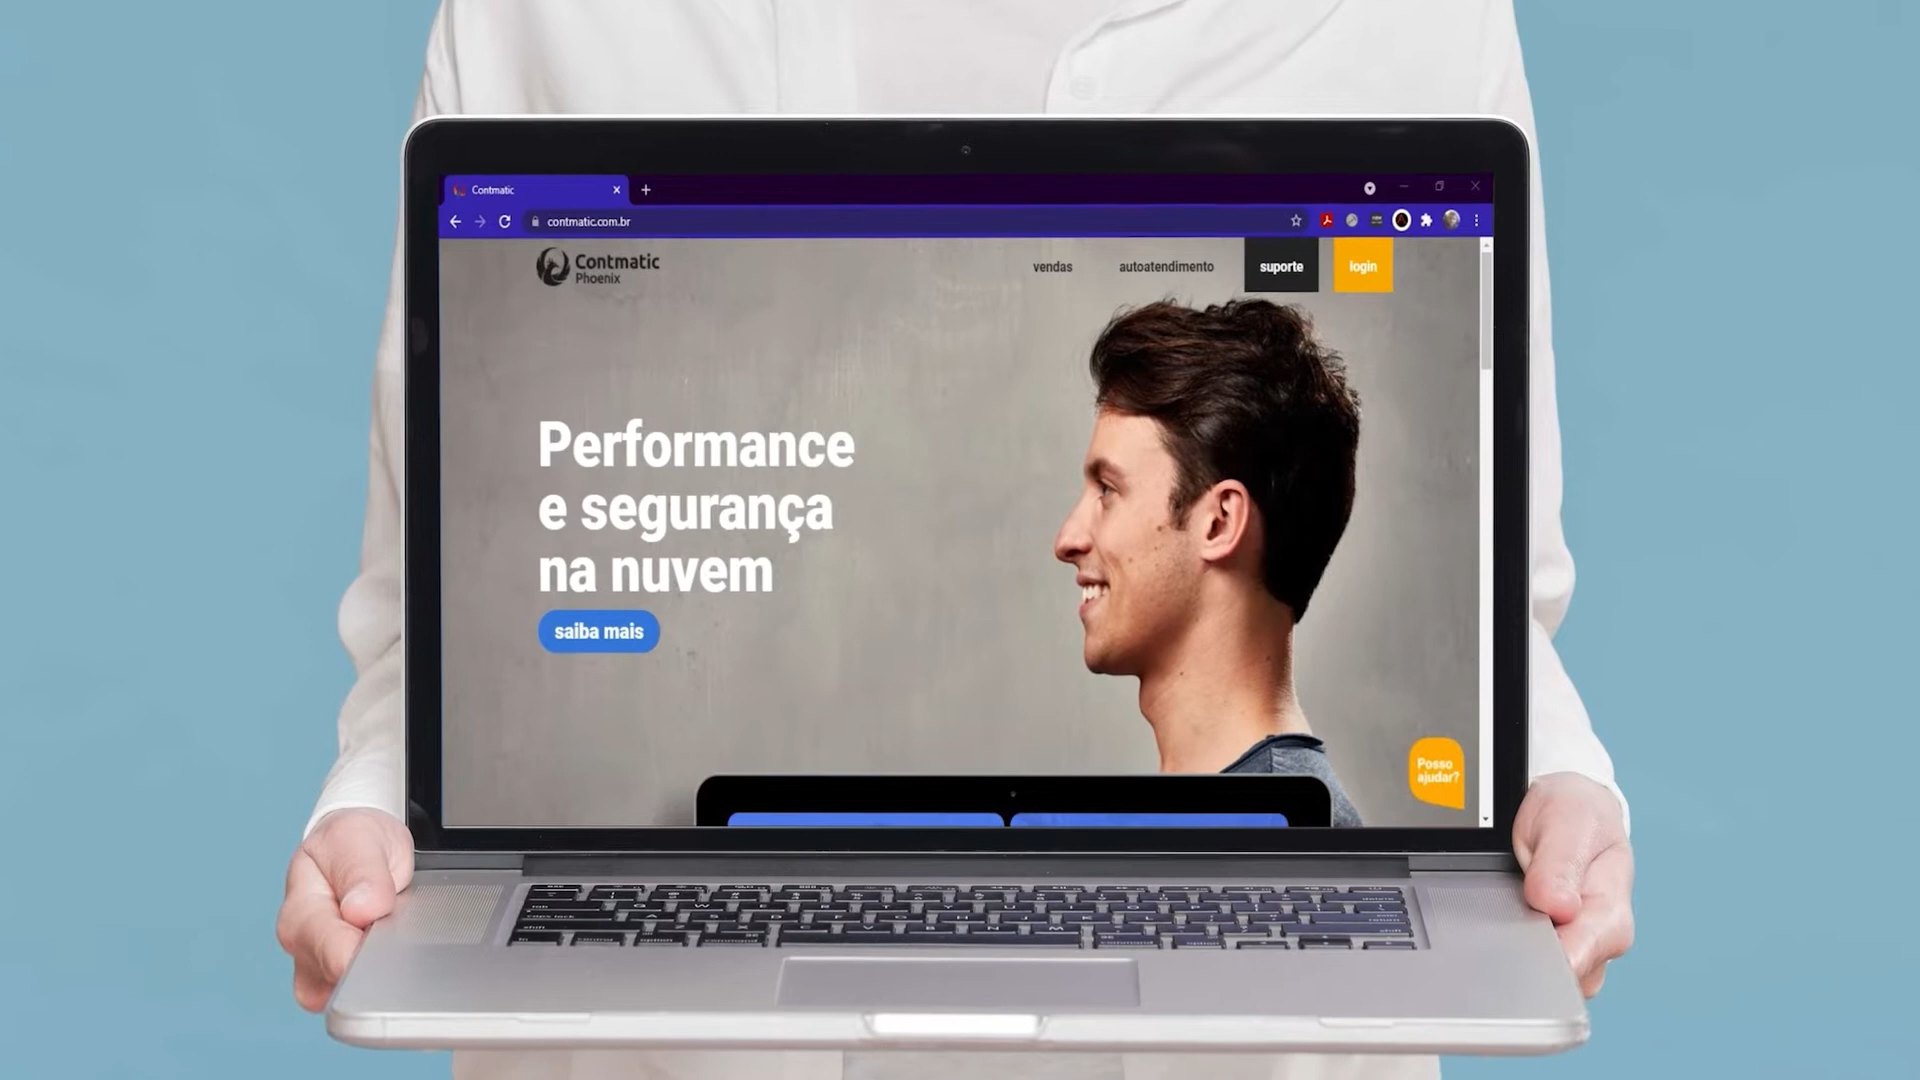 Contmatic
contmatic.com.br
Contmatic
Phoenix
vendas
autoatendimento
suporte
login
Performance
e segurança
na nuvem
saiba mais
Posso
ajudar?